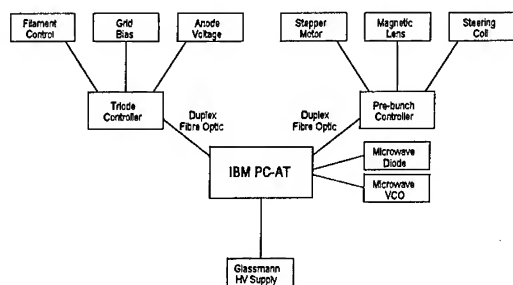 Filament
Control
Grid
Bias
Anode
Voltage
Stepper
Motor
Magnetic
Lens
Steering
Coil
Triode
Controller
Pre-bunch
Controller
Duplex
Fibre Optic
Duplex
Fibre Optic
IBM PC-AT
Microwave
Diode
Microwave
VCO
Glassmann
HV Supply